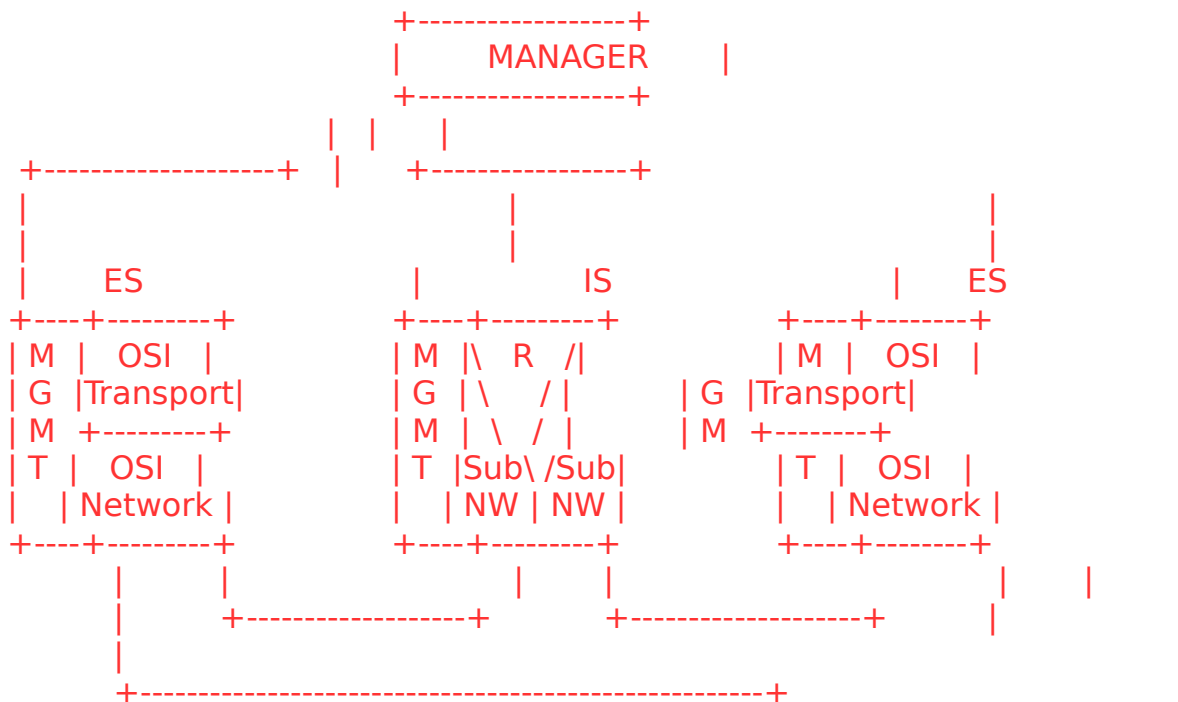 +------------------+
|          MANAGER        |
+------------------+
|   |       |
+--------------------+    |       +-----------------+
|                              |                              |
|                              |                              |
|        ES                              |                  IS                              |       ES
+----+---------+                 +----+---------+                 +----+--------+
| M  |   OSI   |                 | M  |\   R   /|                 | M  |   OSI   |
| G  |Transport|                 | G  | \      / |            | G  |Transport|
| M  +---------+                 | M  |  \   /  |            | M  +--------+
| T  |   OSI   |                 | T  |Sub\ /Sub|                 | T  |   OSI   |
|     | Network |                 |     | NW | NW |                 |     | Network |
+----+---------+                 +----+---------+                 +----+--------+
|           |                              |         |                              |         |
|           +-----------------+            +-------------------+           |
|
+------------------------------------------------------+